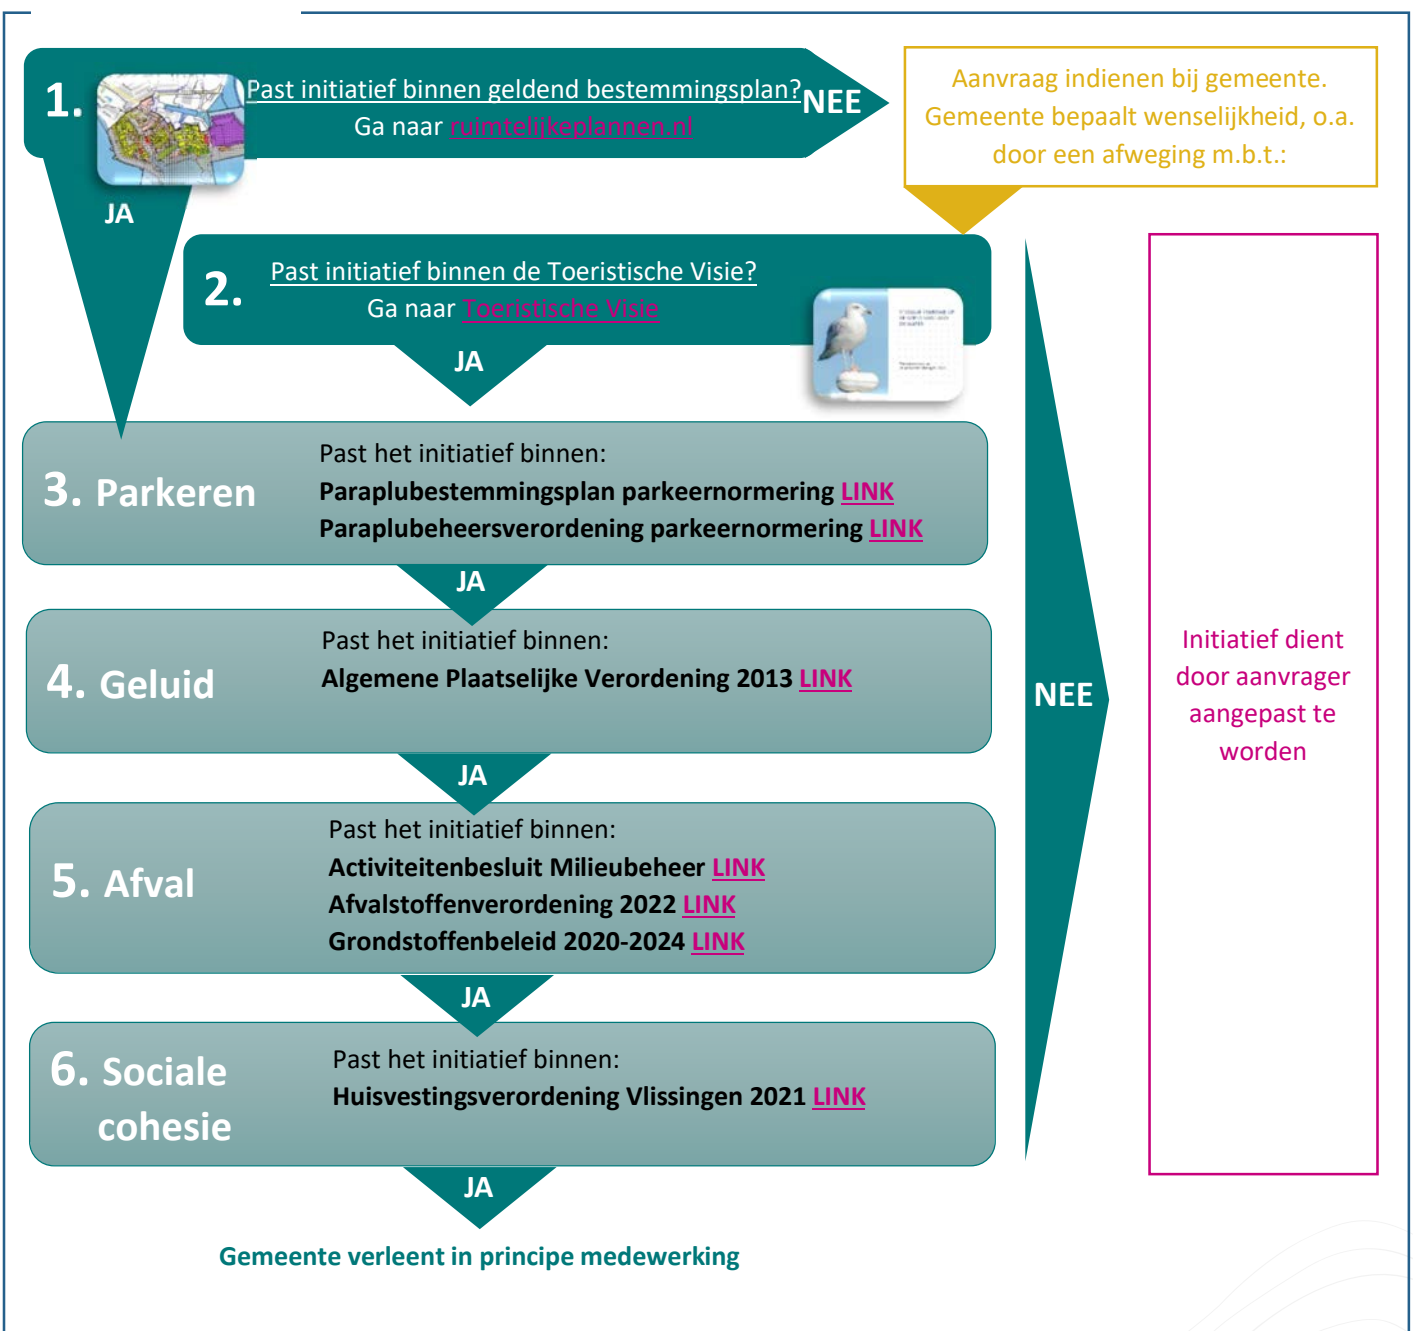 1.
Past initiatief binnen geldend bestemmingsplan?
Ga naar ruimtelijkeplannen.nl
NEE
Aanvraag indienen bij gemeente.
Gemeente bepaalt wenselijkheid, o.a.
door een afweging m.b.t.:
JA
2.
Past initiatief binnen de Toeristische Visie?
Ga naar Toeristische Visie
JA
3. Parkeren
Past het initiatief binnen:
Paraplubestemmingsplan parkeernormering LINK
Paraplubeheersverordening parkeernormering LINK
JA
4. Geluid
Past het initiatief binnen:
Algemene Plaatselijke Verordening 2013 LINK
JA
5. Afval
Past het initiatief binnen:
Activiteitenbesluit Milieubeheer LINK
Afvalstoffenverordening 2022 LINK
Grondstoffenbeleid 2020-2024 LINK
JA
6. Sociale
cohesie
Past het initiatief binnen:
Huisvestingsverordening Vlissingen 2021 LINK
JA
Gemeente verleent in principe medewerking
NEE
Initiatief dient
door aanvrager
aangepast te
worden